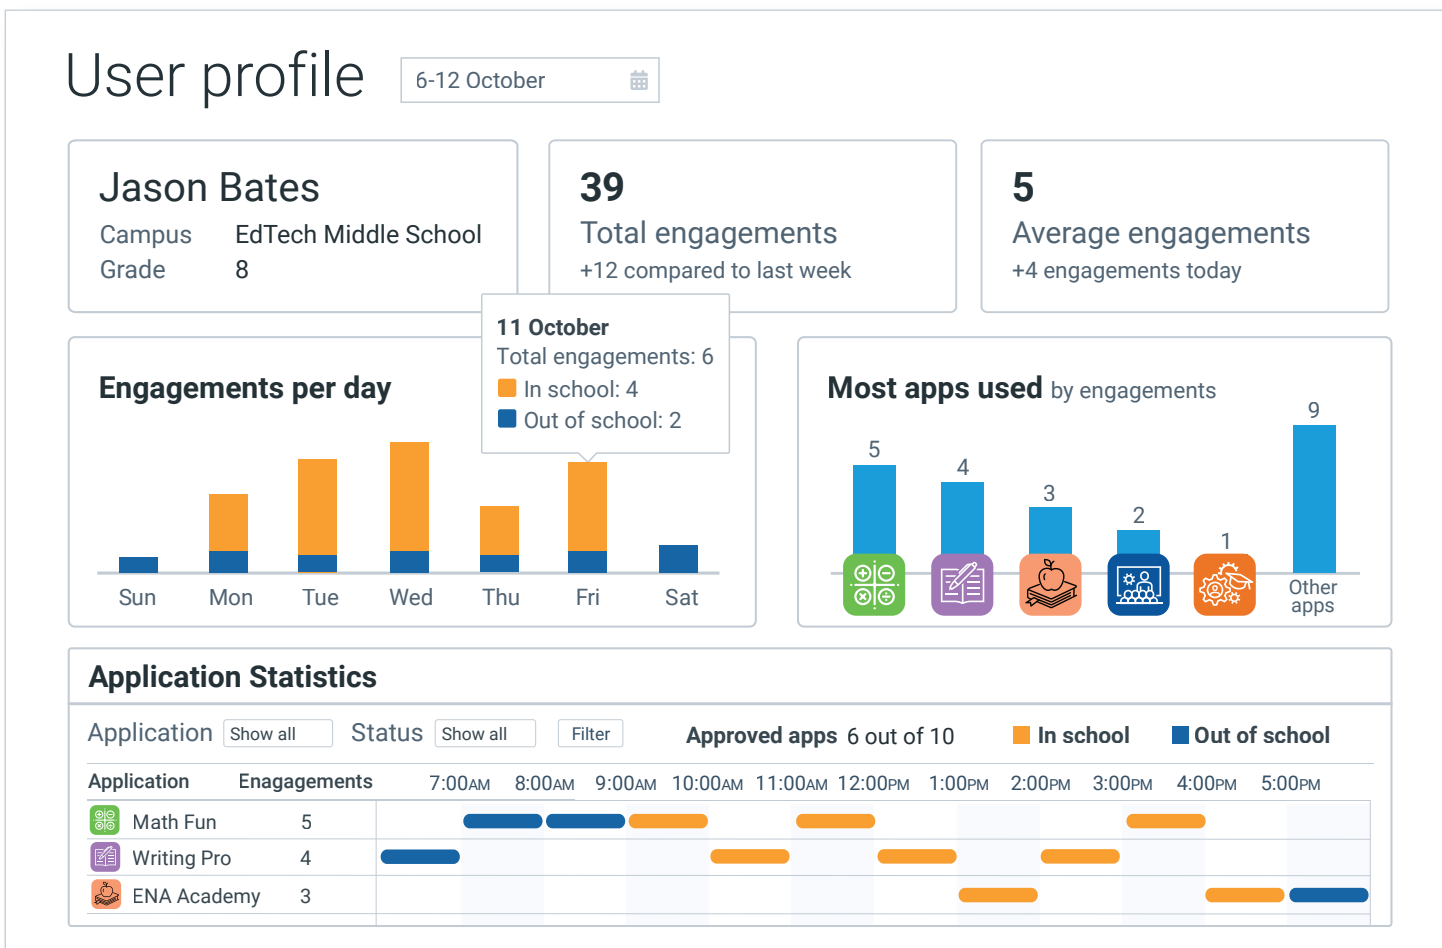 User profile
6-12 October
Jason Bates
Campus EdTech Middle School
Grade 8
39
Total engagements
+12 compared to last week
5
Average engagements
+4 engagements today
11 October
Total engagements: 6
In school: 4
Out of school: 2
Engagements per day
Sun Mon Tue Wed Thu Fri Sat
Most apps used by engagements
5 4 3 2 1 9
Other
apps
Application Statistics
Application Show all Status Show all Filter Approved apps 6 out of 10 In school Out of school
Application Enagagements 7:00AM 8:00AM 9:00AM 10:00AM 11:00AM 12:00PM 1:00PM 2:00PM 3:00PM 4:00PM 5:00PM
Math Fun 5
Writing Pro 4
ENA Academy 3